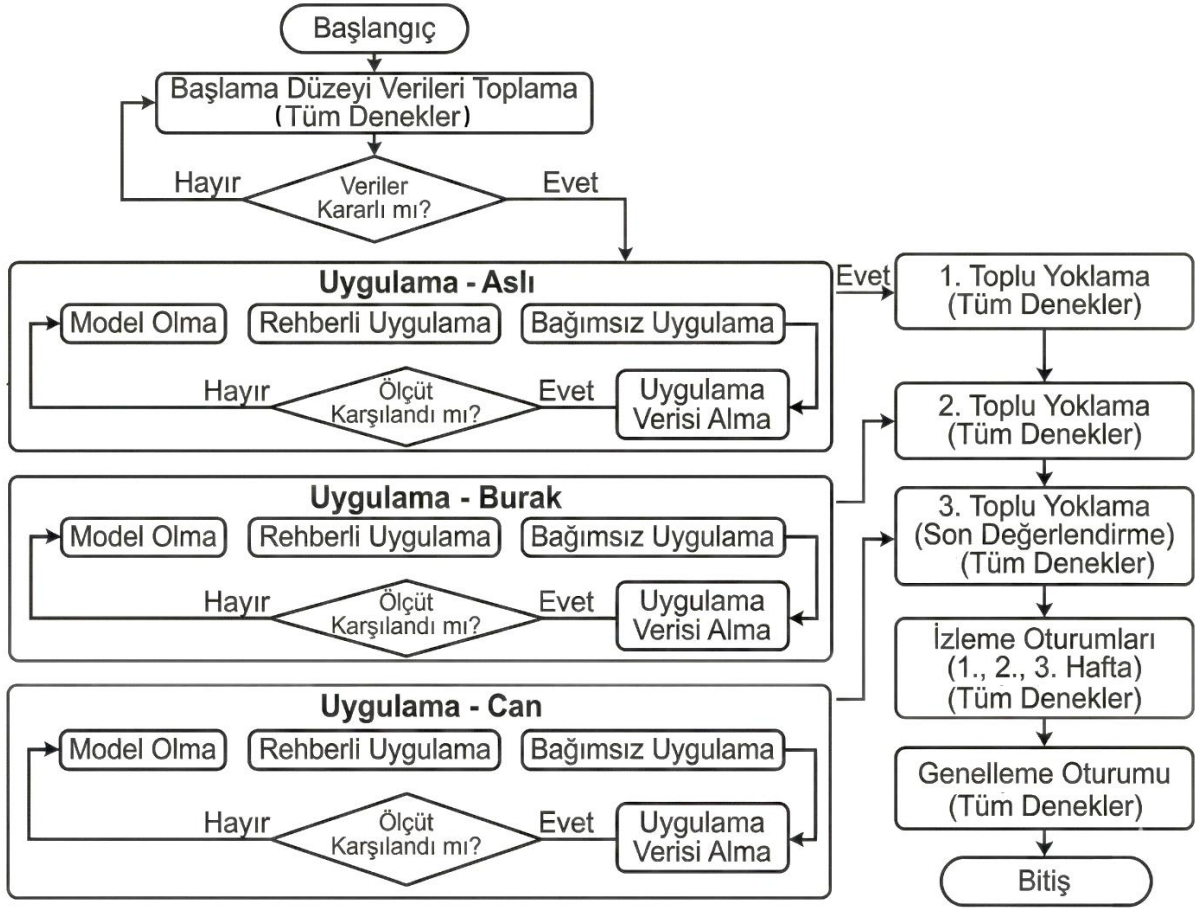 Başlangıç
Başlama Düzeyi Verileri Toplama
(Tüm Denekler)
Hayır
Veriler
Kararlı mı?
Evet
Uygulama - Aslı
Model Olma
Rehberli Uygulama
Bağımsız Uygulama
Hayır
Ölçüt
Karşılandı mı?
Evet
Uygulama
Verisi Alma
Evet
1. Toplu Yoklama
(Tüm Denekler)
2. Toplu Yoklama
(Tüm Denekler)
Uygulama - Burak
Model Olma
Rehberli Uygulama
Bağımsız Uygulama
Hayır
Ölçüt
Karşılandı mı?
Evet
Uygulama
Verisi Alma
3. Toplu Yoklama
(Son Değerlendirme)
(Tüm Denekler)
İzleme Oturumları
(1., 2., 3. Hafta)
(Tüm Denekler)
Uygulama - Can
Model Olma
Rehberli Uygulama
Bağımsız Uygulama
Hayır
Ölçüt
Karşılandı mı?
Evet
Uygulama
Verisi Alma
Genelleme Oturumu
(Tüm Denekler)
Bitiş